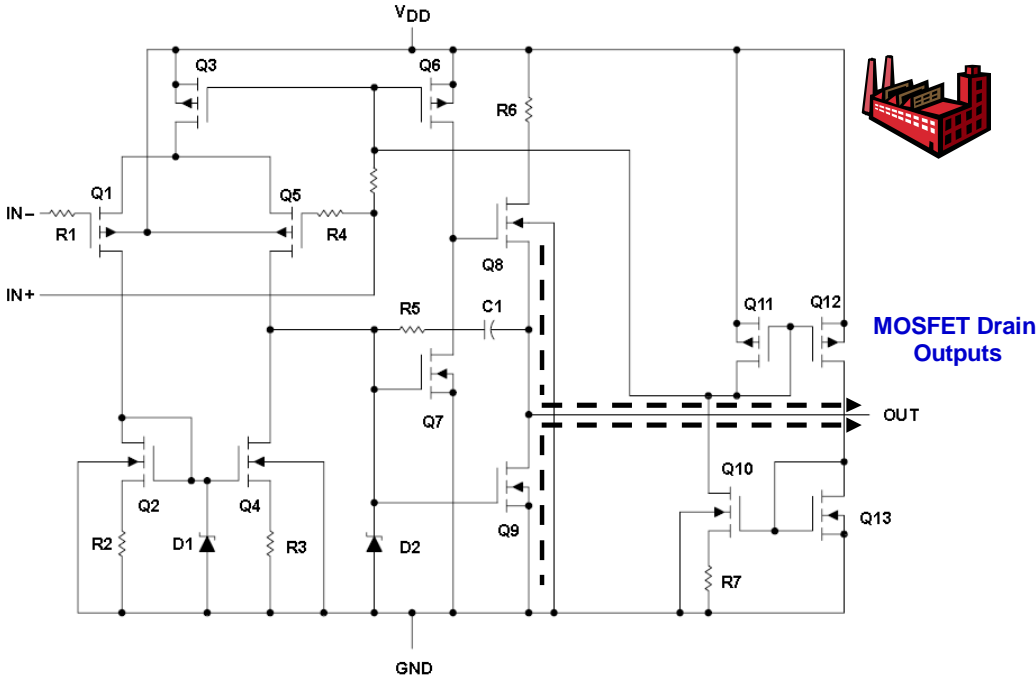 VDD
Q3
Q6
R6
Q1
Q5
IN−
R1
R4
Q8
IN+
R5
C1
Q11
Q12
MOSFET Drain
Outputs
Q7
OUT
Q10
Q2
Q4
Q9
Q13
R2
D1
R3
D2
R7
GND